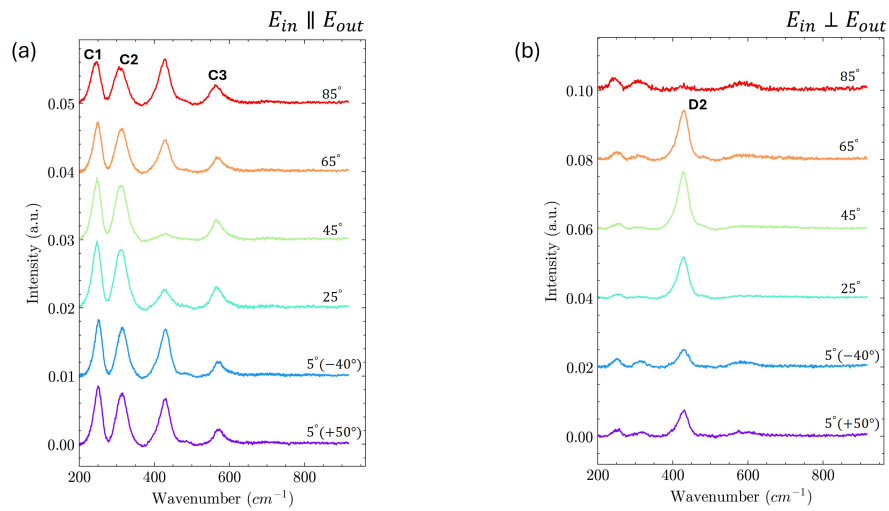 E_in ∥ E_out
(a)
C1
C2
C3
85°
65°
45°
25°
5°(−40°)
5°(+50°)
0.05
0.04
0.03
0.02
0.01
0.00
Intensity (a.u.)
200 400 600 800
Wavenumber (cm⁻¹)
E_in ⊥ E_out
(b)
D2
85°
65°
45°
25°
5°(−40°)
5°(+50°)
0.10
0.08
0.06
0.04
0.02
0.00
Intensity (a.u.)
200 400 600 800
Wavenumber (cm⁻¹)